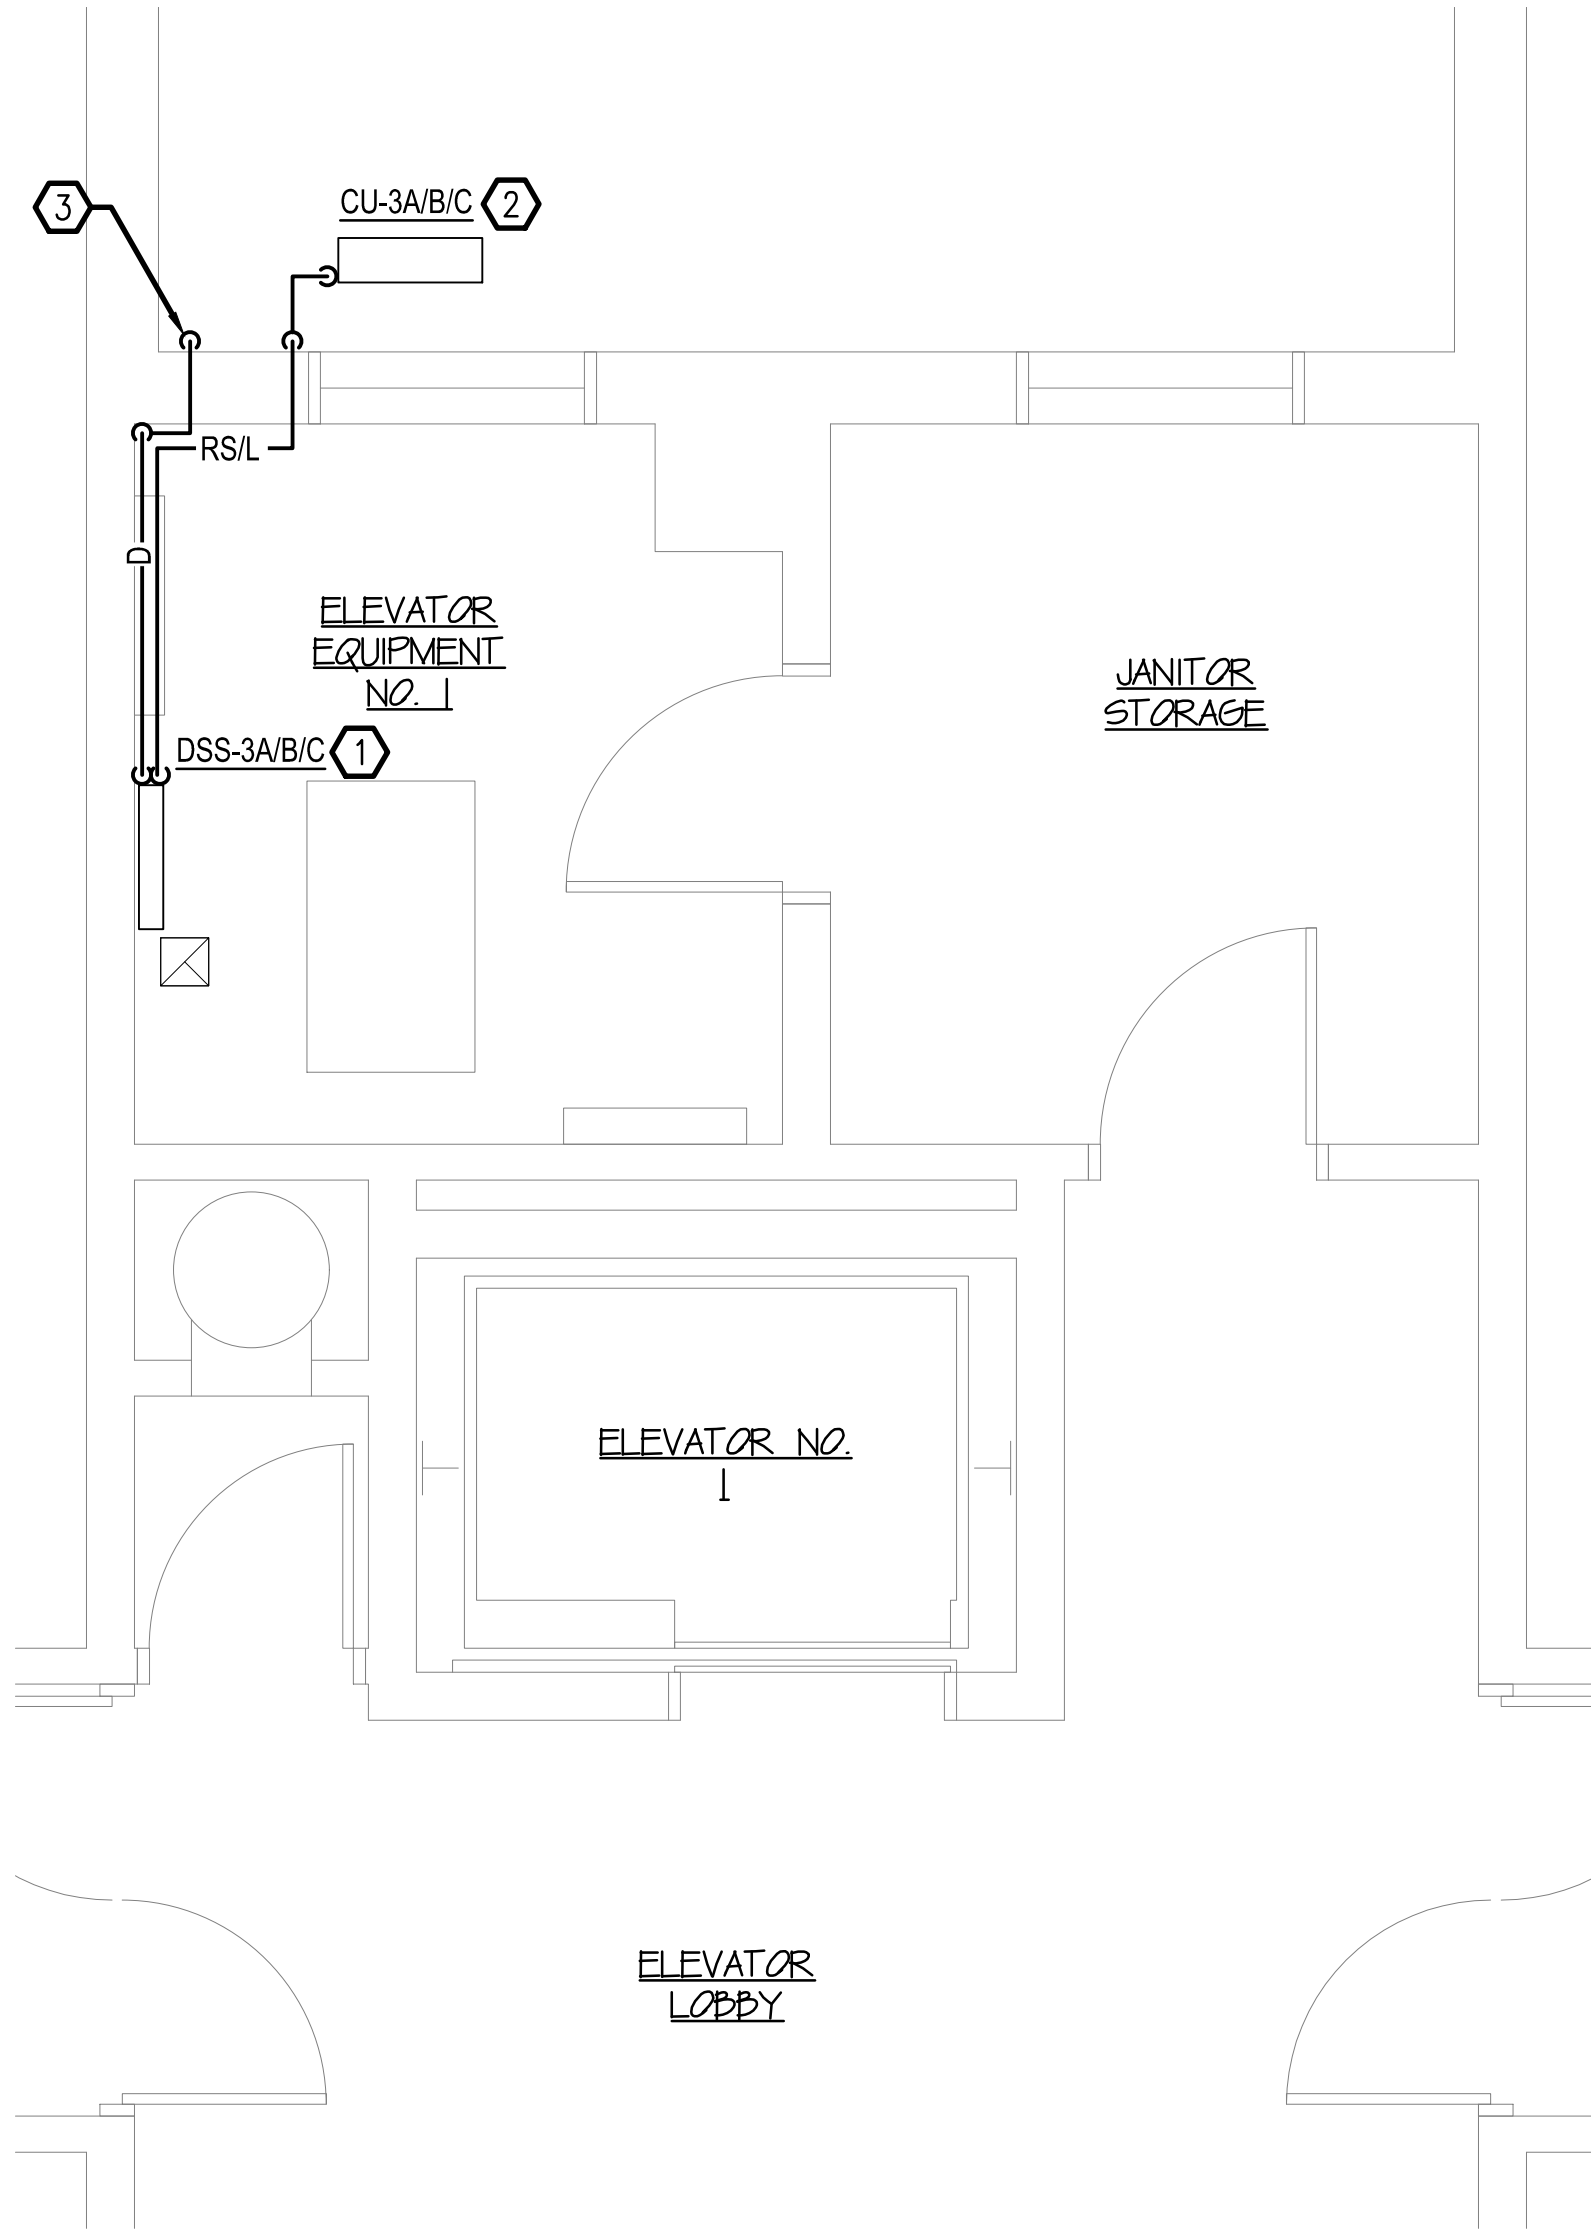 3
CU-3A/B/C 2
RS/L
D
ELEVATOR
EQUIPMENT
NO. 1
JANITOR
STORAGE
DSS-3A/B/C 1
ELEVATOR NO.
1
ELEVATOR
LOBBY